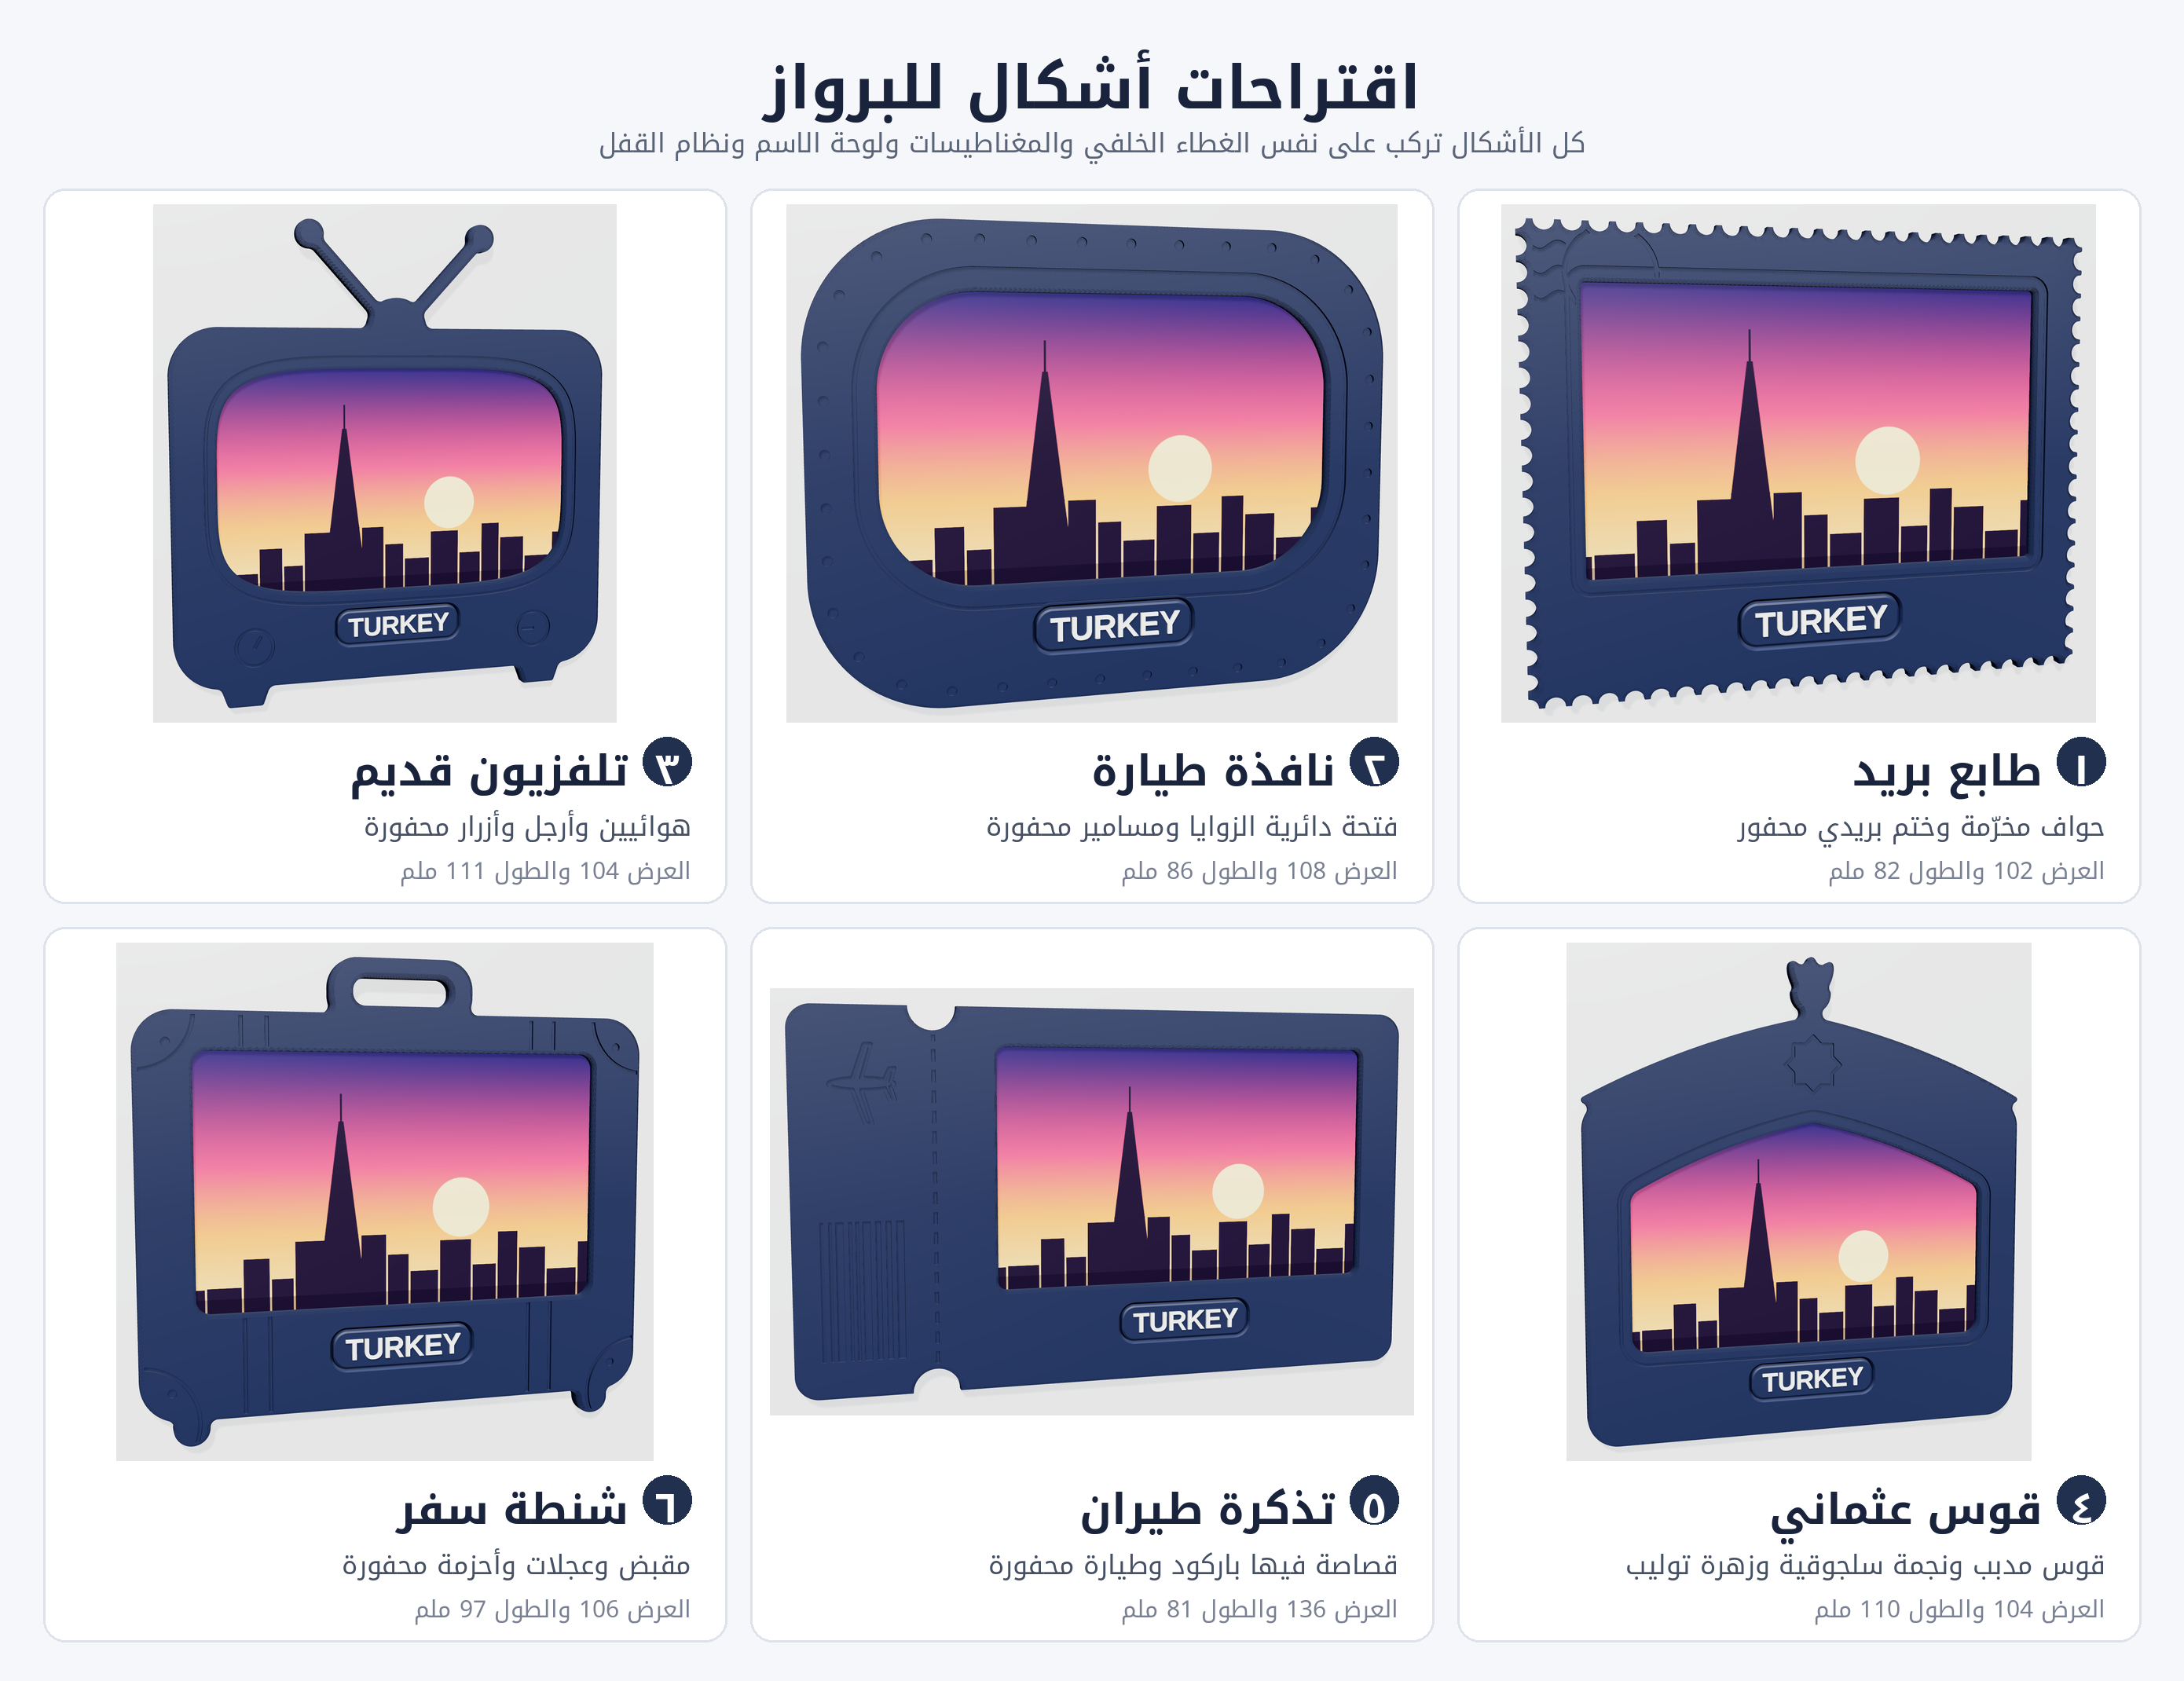 اقتراحات أشكال للبرواز
كل الأشكال تركب على نفس الغطاء الخلفي والمغناطيسات ولوحة الاسم ونظام القفل
TURKEY
١ طابع بريد
حواف مخرّمة وختم بريدي محفور
العرض 102 والطول 82 ملم
TURKEY
٢ نافذة طيارة
فتحة دائرية الزوايا ومسامير محفورة
العرض 108 والطول 86 ملم
TURKEY
٣ تلفزيون قديم
هوائيين وأرجل وأزرار محفورة
العرض 104 والطول 111 ملم
TURKEY
٤ قوس عثماني
قوس مدبب ونجمة سلجوقية وزهرة توليب
العرض 104 والطول 110 ملم
TURKEY
٥ تذكرة طيران
قصاصة فيها باركود وطيارة محفورة
العرض 136 والطول 81 ملم
TURKEY
٦ شنطة سفر
مقبض وعجلات وأحزمة محفورة
العرض 106 والطول 97 ملم